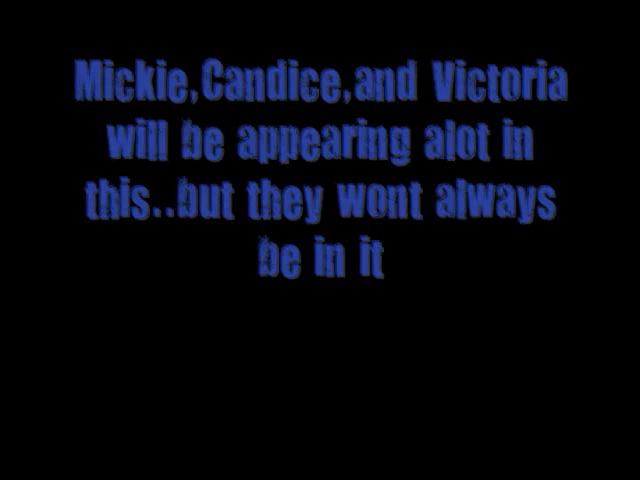 Mickie,Candice,and Victoria
will be appearing alot in
this..but they wont always
be in it